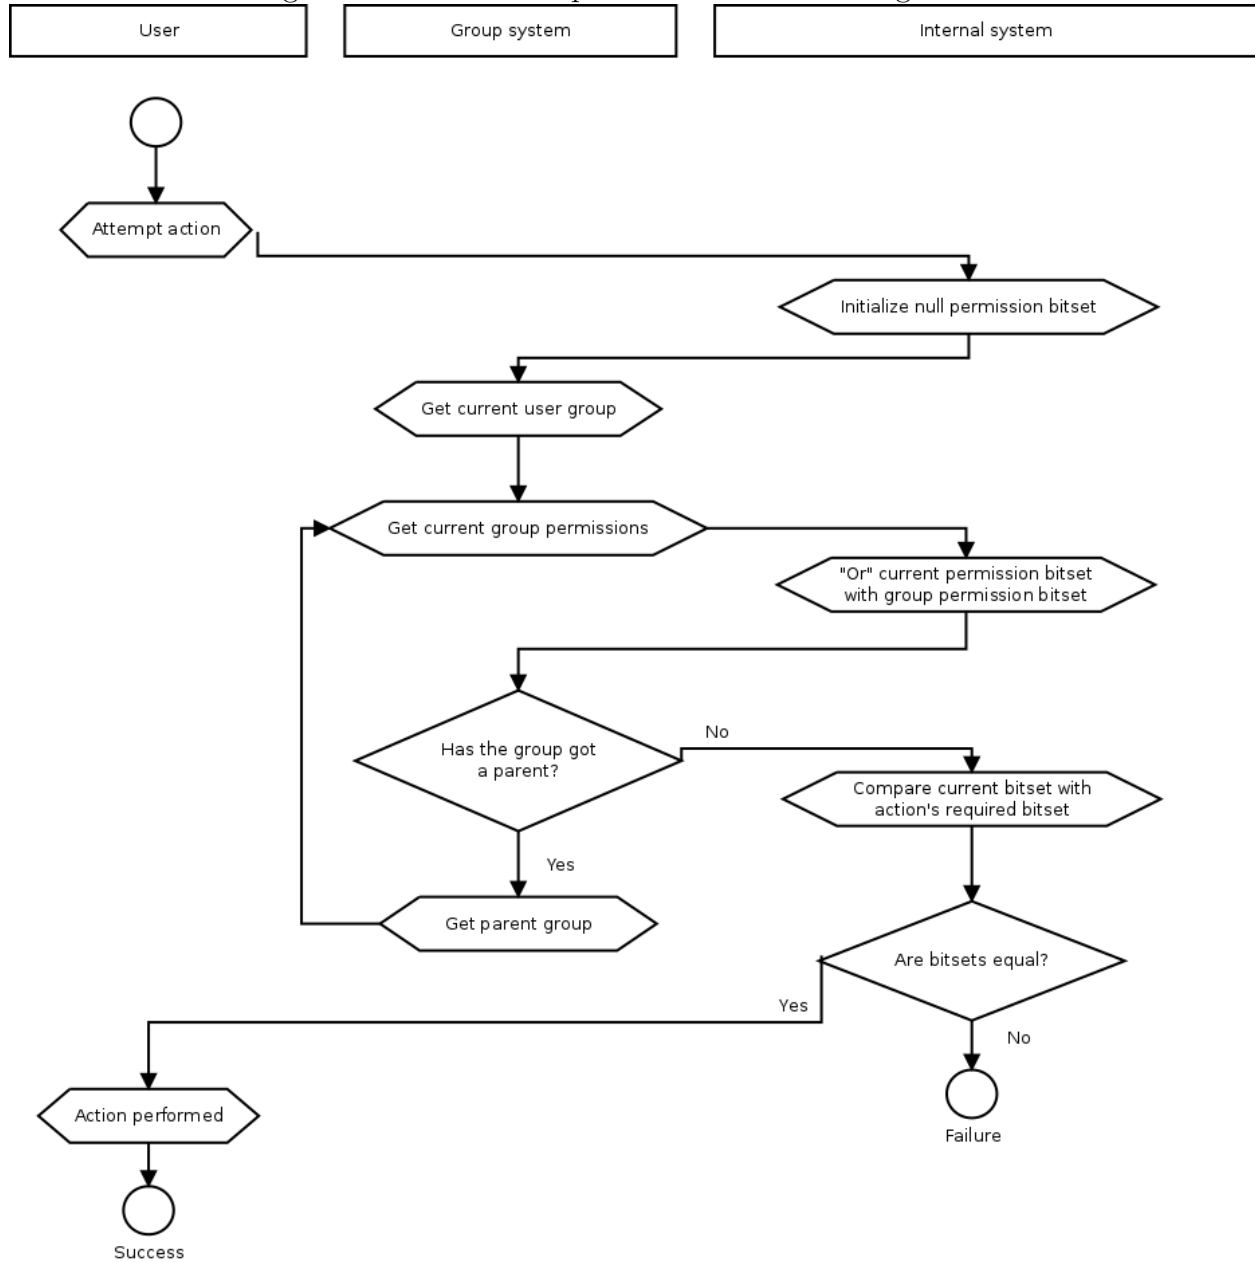 User
Group system
Internal system
Attempt action
Initialize null permission bitset
Get current user group
Get current group permissions
"Or" current permission bitset
with group permission bitset
Has the group got
a parent?
No
Compare current bitset with
action's required bitset
Yes
Get parent group
Are bitsets equal?
Yes
No
Action performed
Failure
Success